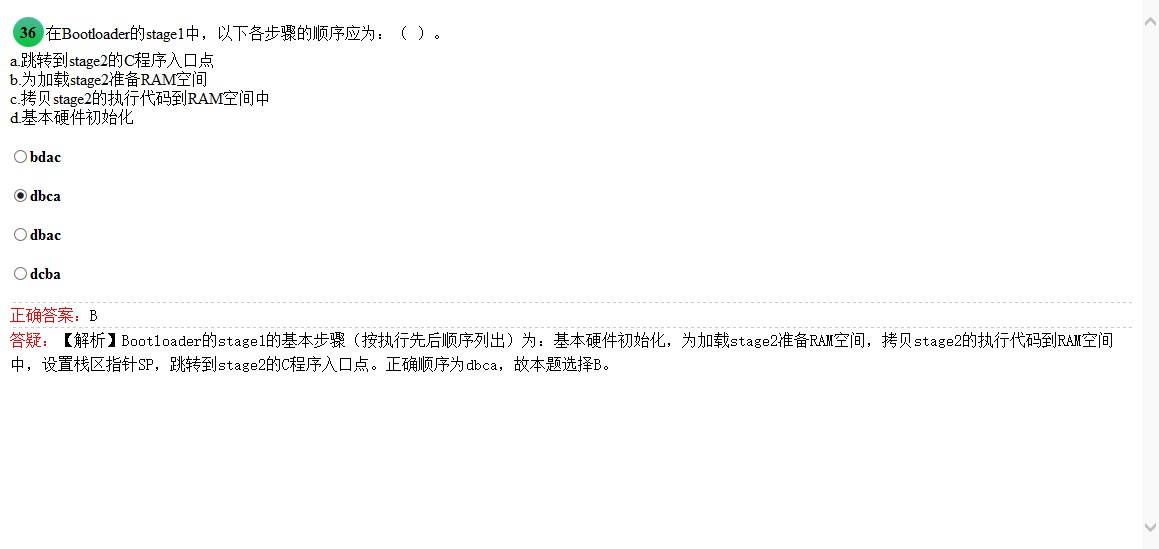 36 在Bootloader的stage1中，以下各步骤的顺序应为：（ ）。
a.跳转到stage2的C程序入口点
b.为加载stage2准备RAM空间
c.拷贝stage2的执行代码到RAM空间中
d.基本硬件初始化
bdac
dbca
dbac
dcba
正确答案：B
答疑：【解析】Bootloader的stage1的基本步骤（按执行先后顺序列出）为：基本硬件初始化，为加载stage2准备RAM空间，拷贝stage2的执行代码到RAM空间
中，设置栈区指针SP，跳转到stage2的C程序入口点。正确顺序为dbca，故本题选择B。